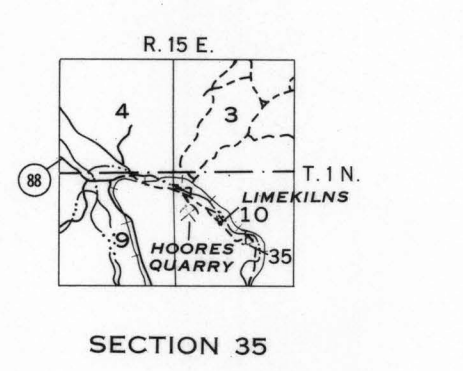 R. 15 E.
4
3
88
T. 1 N.
LIMEKILNS
10
9
HOORES
QUARRY
35
SECTION 35